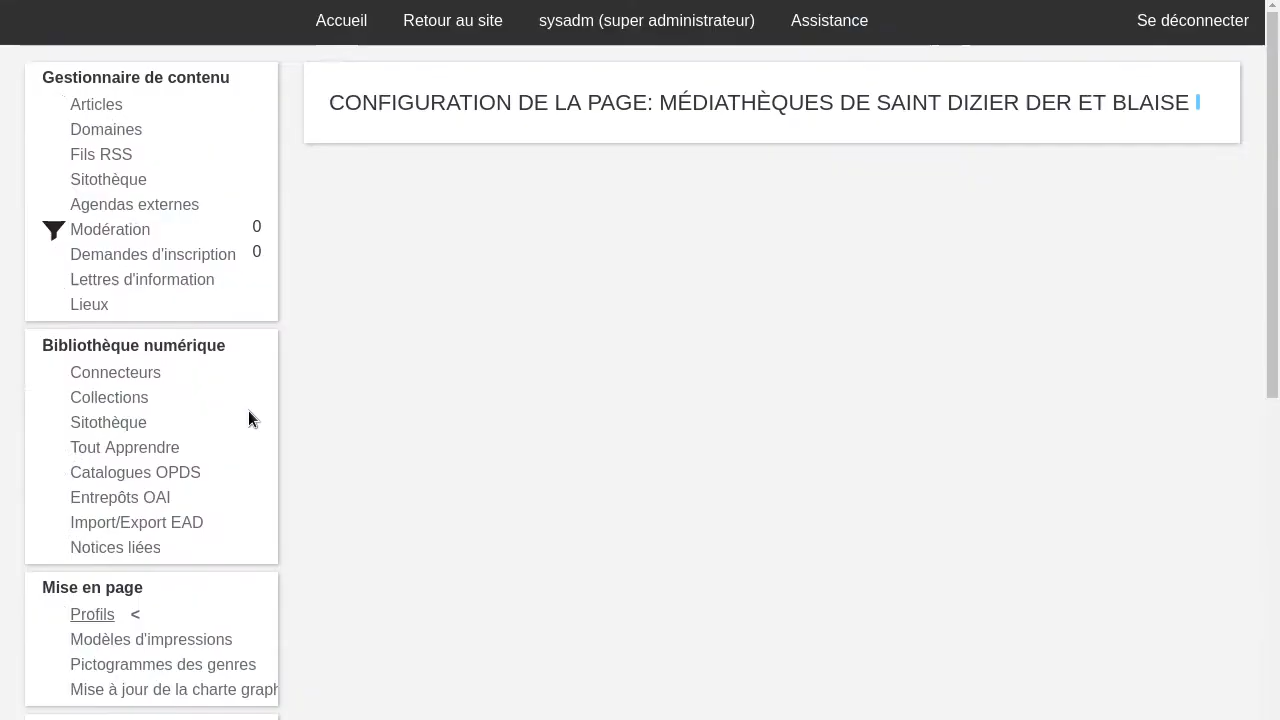 Accueil Retour au site sysadm (super administrateur) Assistance Se déconnecter
Gestionnaire de contenu
Articles
Domaines
Fils RSS
Sitothèque
Agendas externes
Modération 0
Demandes d'inscription 0
Lettres d'information
Lieux
Bibliothèque numérique
Connecteurs
Collections
Sitothèque
Tout Apprendre
Catalogues OPDS
Entrepôts OAI
Import/Export EAD
Notices liées
Mise en page
Profils <
Modèles d'impressions
Pictogrammes des genres
Mise à jour de la charte graph
CONFIGURATION DE LA PAGE: MÉDIATHÈQUES DE SAINT DIZIER DER ET BLAISE